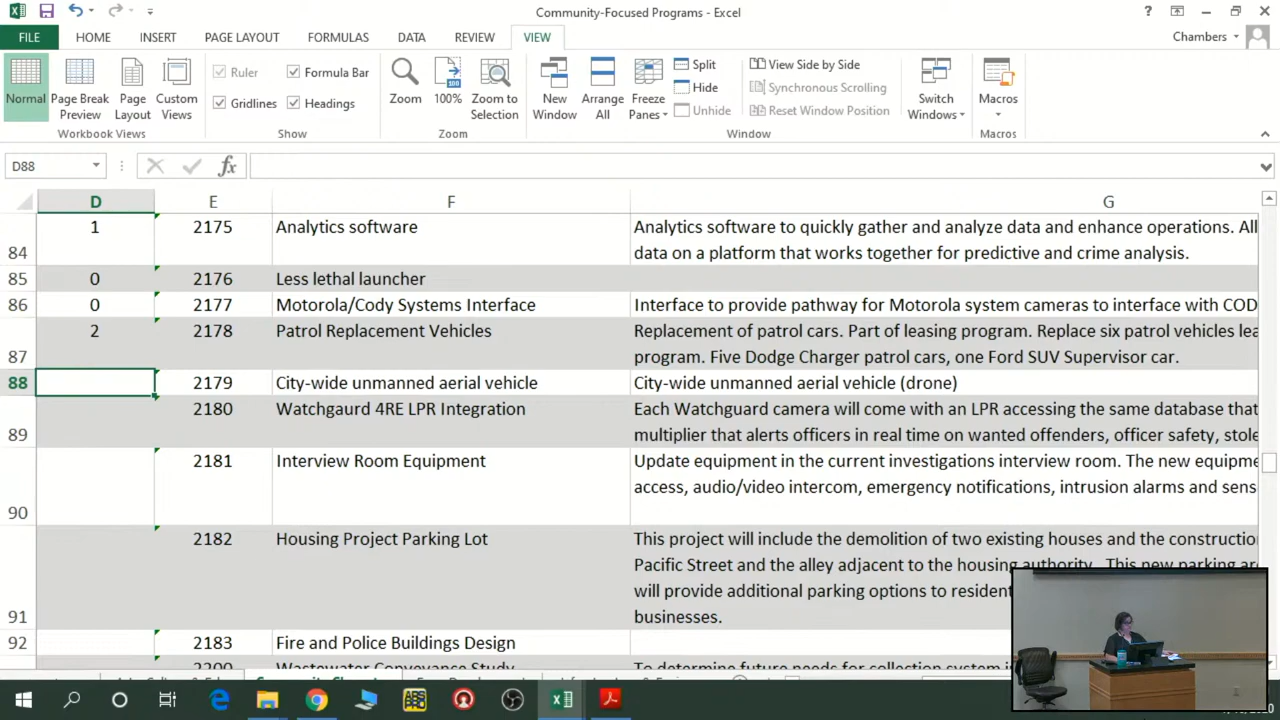 Community-Focused Programs - Excel
?
FILE HOME INSERT PAGE LAYOUT FORMULAS DATA REVIEW VIEW Chambers
Normal
Page Break Preview
Page Layout
Custom Views
Workbook Views
Ruler
Formula Bar
Gridlines
Headings
Show
Zoom
100%
Zoom to Selection
Zoom
New Window
Arrange All
Freeze Panes
Split
Hide
Unhide
View Side by Side
Synchronous Scrolling
Reset Window Position
Window
Switch Windows
Macros
Macros
D88 fx
D E F G
1 2175 Analytics software Analytics software to quickly gather and analyze data and enhance operations. All
84 data on a platform that works together for predictive and crime analysis.
85 0 2176 Less lethal launcher
86 0 2177 Motorola/Cody Systems Interface Interface to provide pathway for Motorola system cameras to interface with COD
2 2178 Patrol Replacement Vehicles Replacement of patrol cars. Part of leasing program. Replace six patrol vehicles lea
87 program. Five Dodge Charger patrol cars, one Ford SUV Supervisor car.
88 2179 City-wide unmanned aerial vehicle City-wide unmanned aerial vehicle (drone)
2180 Watchgaurd 4RE LPR Integration Each Watchguard camera will come with an LPR accessing the same database that
89 multiplier that alerts officers in real time on wanted offenders, officer safety, stole
2181 Interview Room Equipment Update equipment in the current investigations interview room. The new equipme
access, audio/video intercom, emergency notifications, intrusion alarms and sens
90
2182 Housing Project Parking Lot This project will include the demolition of two existing houses and the constructio
Pacific Street and the alley adjacent to the housing authority. This new parking ar
will provide additional parking options to resident
91 businesses.
92 2183 Fire and Police Buildings Design
2200 Wastewater Conveyance Study To determine future needs for collection system i